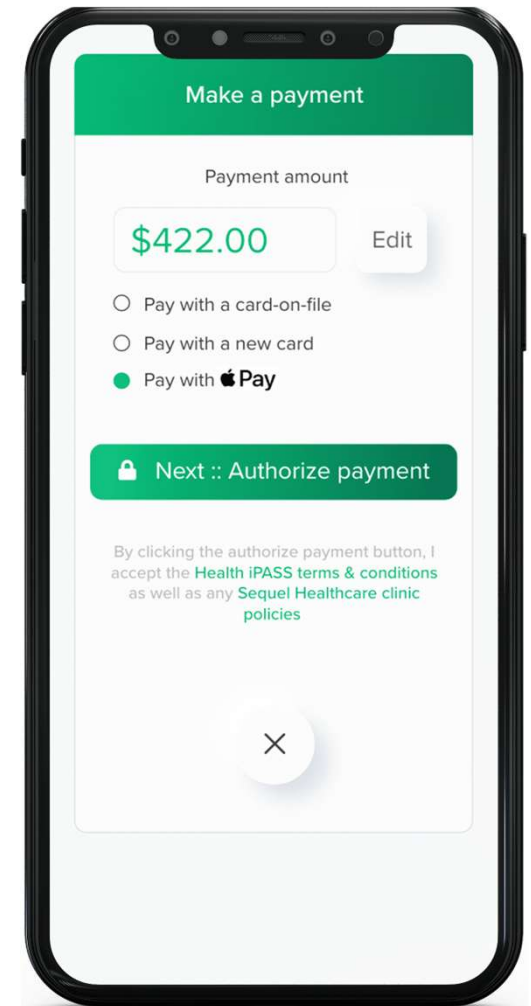 Make a payment
Payment amount
$422.00
Edit
Pay with a card-on-file
Pay with a new card
Pay with Pay
Next :: Authorize payment
By clicking the authorize payment button, I
accept the Health iPASS terms & conditions
as well as any Sequel Healthcare clinic
policies